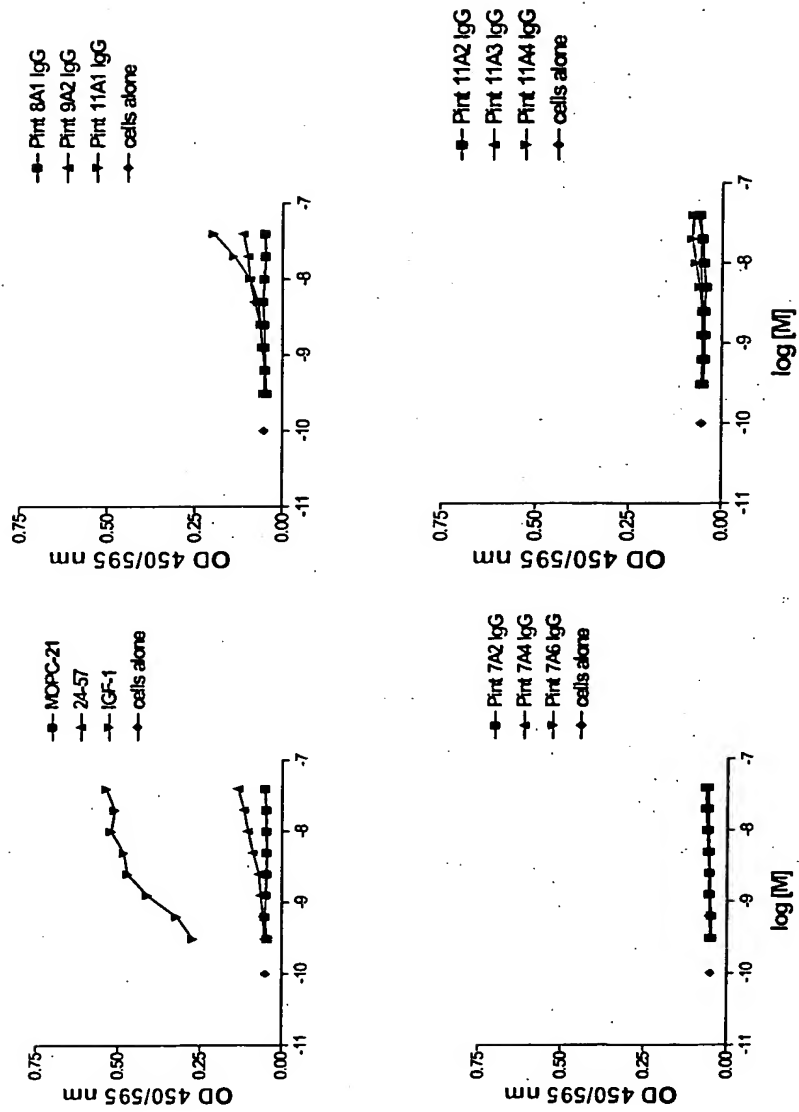 MOPC-21
24-57
IGF-1
cells alone
0.75
0.50
0.25
0.00
OD 450/595 nm
-11
-10
-9
-8
-7
Pint 8A1 IgG
Pint 9A2 IgG
Pint 11A1 IgG
cells alone
0.75
0.50
0.25
0.00
OD 450/595 nm
-11
-10
-9
-8
-7
Pint 7A2 IgG
Pint 7A4 IgG
Pint 7A6 IgG
cells alone
0.75
0.50
0.25
0.00
OD 450/595 nm
-11
-10
-9
-8
-7
log [M]
Pint 11A2 IgG
Pint 11A3 IgG
Pint 11A4 IgG
cells alone
0.75
0.50
0.25
0.00
OD 450/595 nm
-11
-10
-9
-8
-7
log [M]